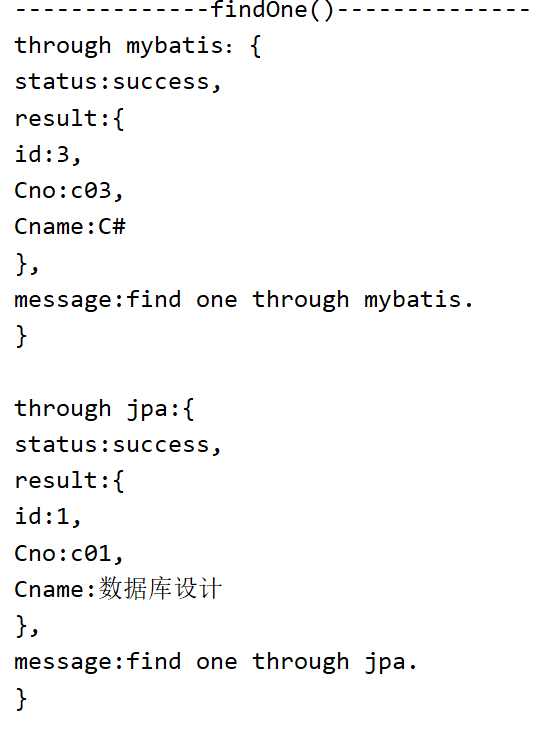 --------------findOne()--------------
through mybatis：{
status:success,
result:{
id:3,
Cno:c03,
Cname:C#
},
message:find one through mybatis.
}
through jpa:{
status:success,
result:{
id:1,
Cno:c01,
Cname:数据库设计
},
message:find one through jpa.
}